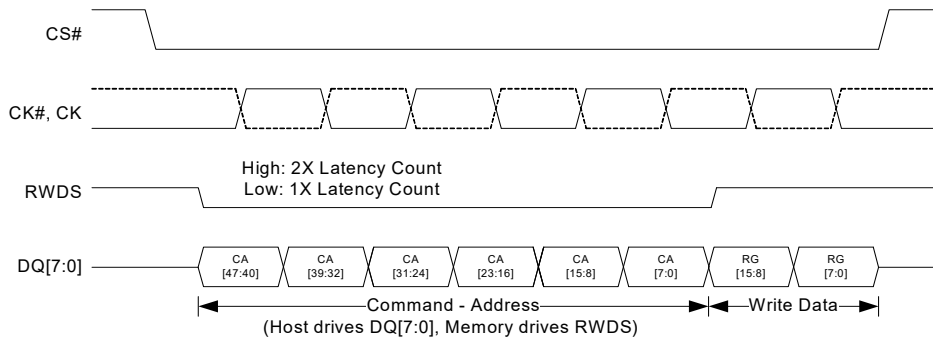 CS#
CK#, CK
High: 2X Latency Count
Low: 1X Latency Count
RWDS
DQ[7:0]
CA CA CA CA CA CA RG RG
[47:40] [39:32] [31:24] [23:16] [15:8] [7:0] [15:8] [7:0]
Command - Address Write Data
(Host drives DQ[7:0], Memory drives RWDS)